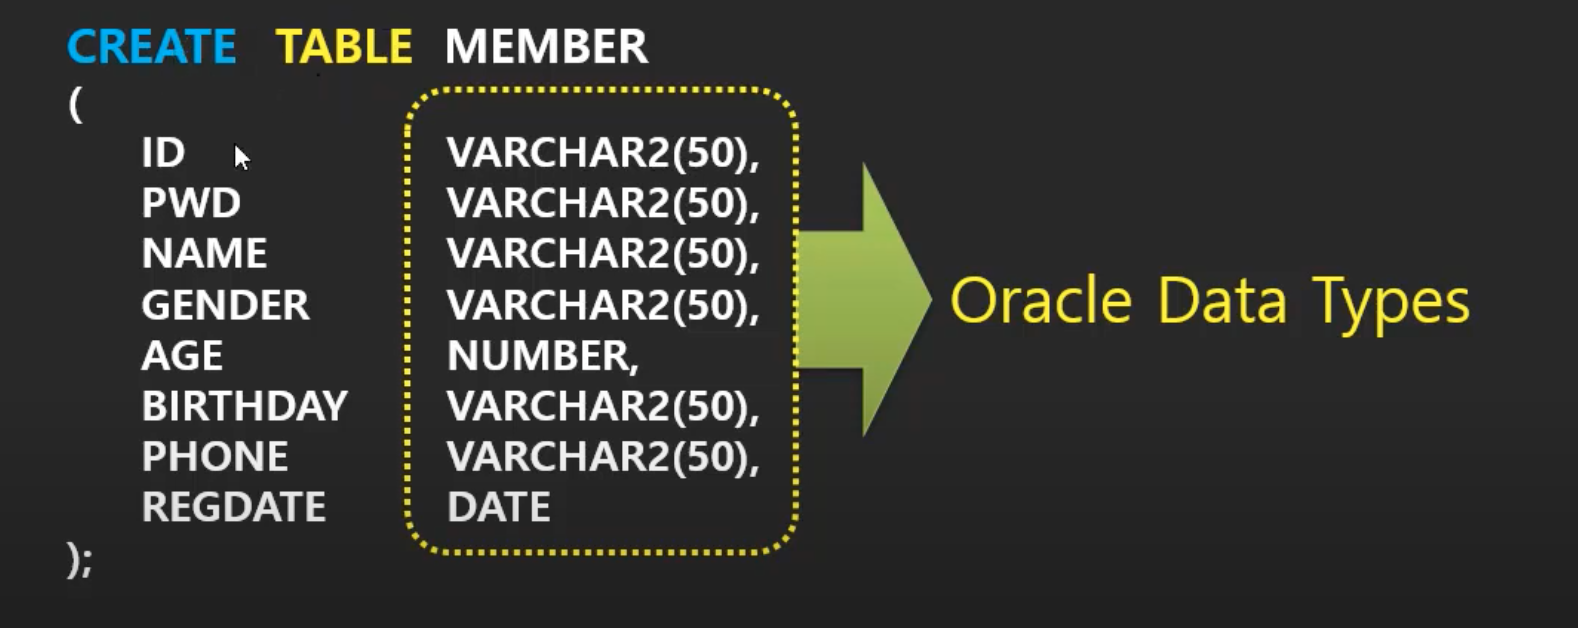 CREATE TABLE MEMBER
(
ID VARCHAR2(50),
PWD VARCHAR2(50),
NAME VARCHAR2(50),
GENDER VARCHAR2(50),
AGE NUMBER,
BIRTHDAY VARCHAR2(50),
PHONE VARCHAR2(50),
REGDATE DATE
);
Oracle Data Types